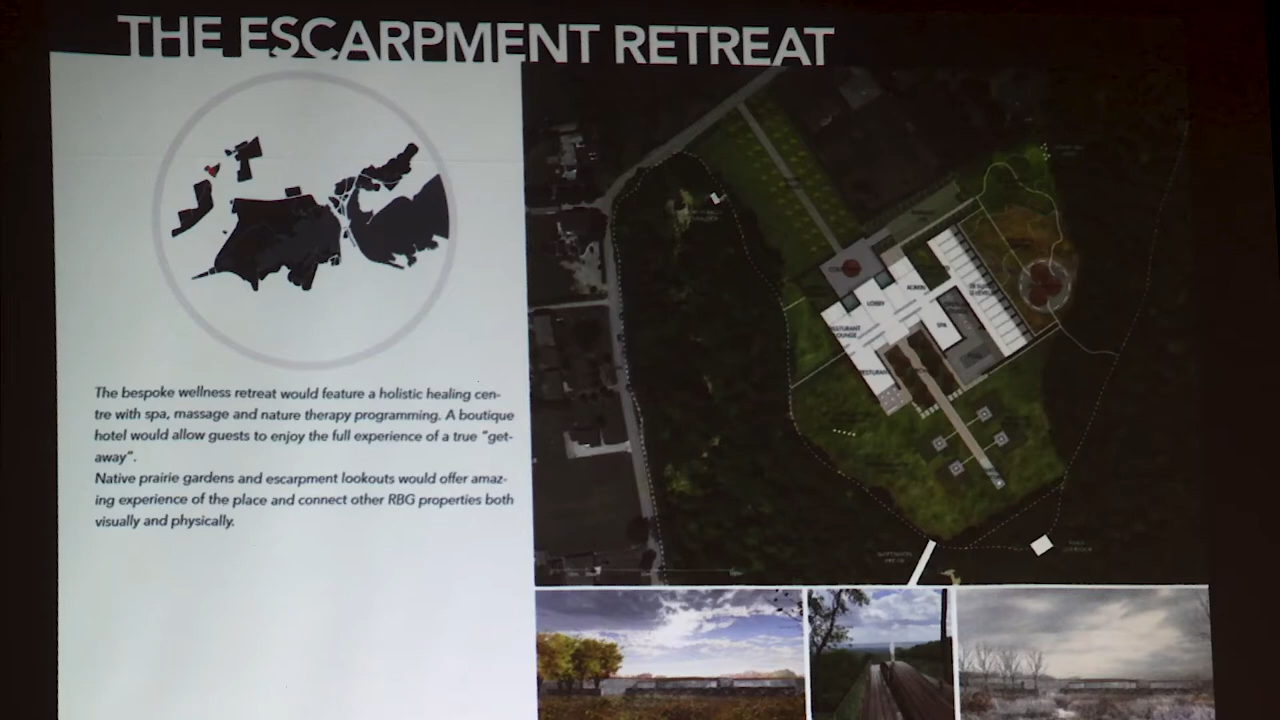 THE ESCARPMENT RETREAT
The bespoke wellness retreat would feature a holistic healing cen-
tre with spa, massage and nature therapy programming. A boutique
hotel would allow guests to enjoy the full experience of a true "get-
away".
Native prairie gardens and escarpment lookouts would offer amaz-
ing experience of the place and connect other RBG properties both
visually and physically.
ADMIN
LOBBY
SPA
LOUNGE